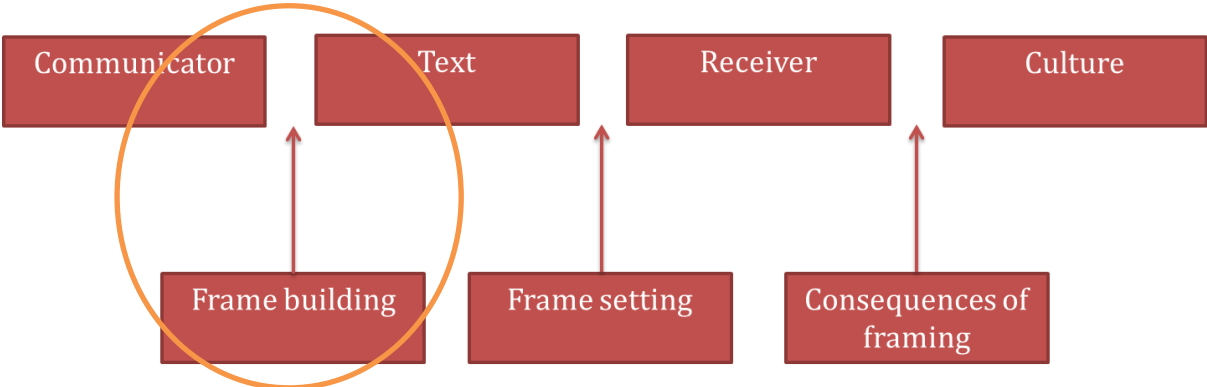 Communicator
Text
Receiver
Culture
Frame building
Frame setting
Consequences of
framing